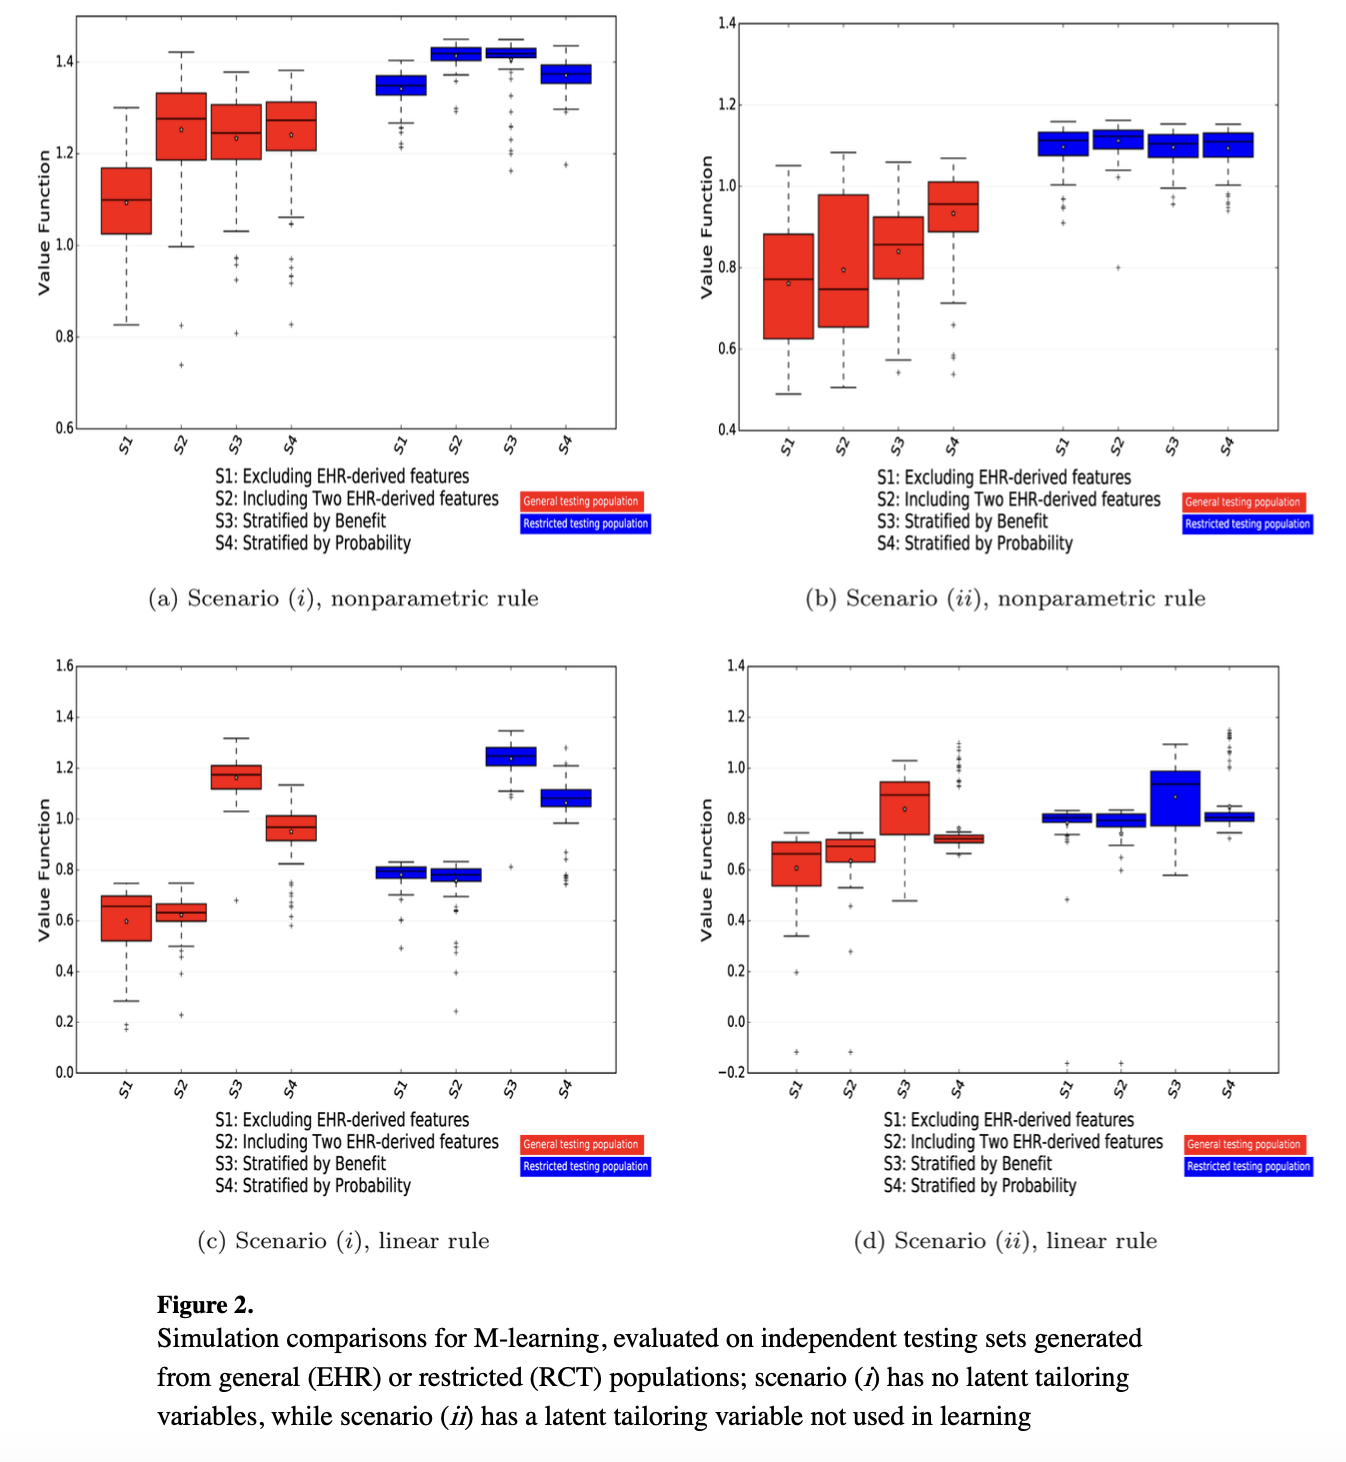 1.4
1.2
1.0
0.8
0.6
Value Function
S1 S2 S3 S4 S1 S2 S3 S4
S1: Excluding EHR-derived features
S2: Including Two EHR-derived features
S3: Stratified by Benefit
S4: Stratified by Probability
General testing population
Restricted testing population
(a) Scenario (i), nonparametric rule
1.4
1.2
1.0
0.8
0.6
0.4
Value Function
S1 S2 S3 S4 S1 S2 S3 S4
S1: Excluding EHR-derived features
S2: Including Two EHR-derived features
S3: Stratified by Benefit
S4: Stratified by Probability
General testing population
Restricted testing population
(b) Scenario (ii), nonparametric rule
1.6
1.4
1.2
1.0
0.8
0.6
0.4
0.2
0.0
Value Function
S1 S2 S3 S4 S1 S2 S3 S4
S1: Excluding EHR-derived features
S2: Including Two EHR-derived features
S3: Stratified by Benefit
S4: Stratified by Probability
General testing population
Restricted testing population
(c) Scenario (i), linear rule
1.4
1.2
1.0
0.8
0.6
0.4
0.2
0.0
−0.2
Value Function
S1 S2 S3 S4 S1 S2 S3 S4
S1: Excluding EHR-derived features
S2: Including Two EHR-derived features
S3: Stratified by Benefit
S4: Stratified by Probability
General testing population
Restricted testing population
(d) Scenario (ii), linear rule
Figure 2.
Simulation comparisons for M-learning, evaluated on independent testing sets generated
from general (EHR) or restricted (RCT) populations; scenario (i) has no latent tailoring
variables, while scenario (ii) has a latent tailoring variable not used in learning